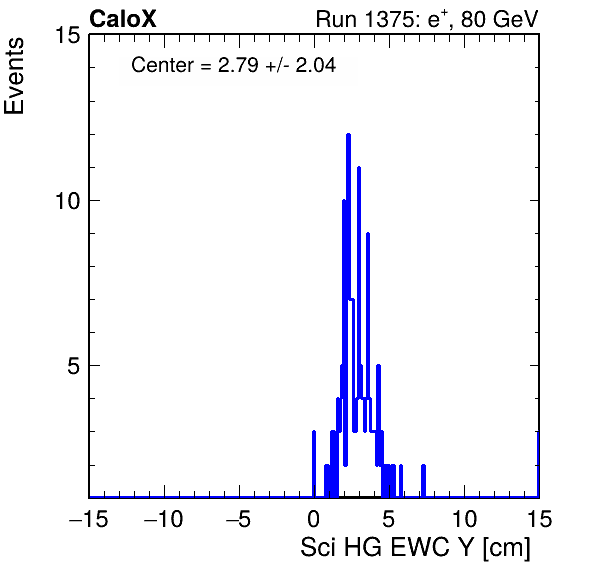 CaloX Run 1375: e⁺, 80 GeV
Events
Center = 2.79 +/- 2.04
15
10
5
−15 −10 −5 0 5 10 15
Sci HG EWC Y [cm]